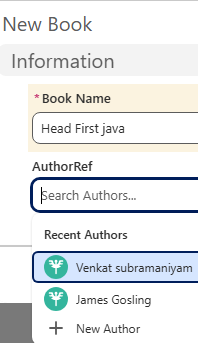 New Book
Information
* Book Name
Head First java
AuthorRef
Search Authors...
Recent Authors
Venkat subramaniyam
James Gosling
New Author